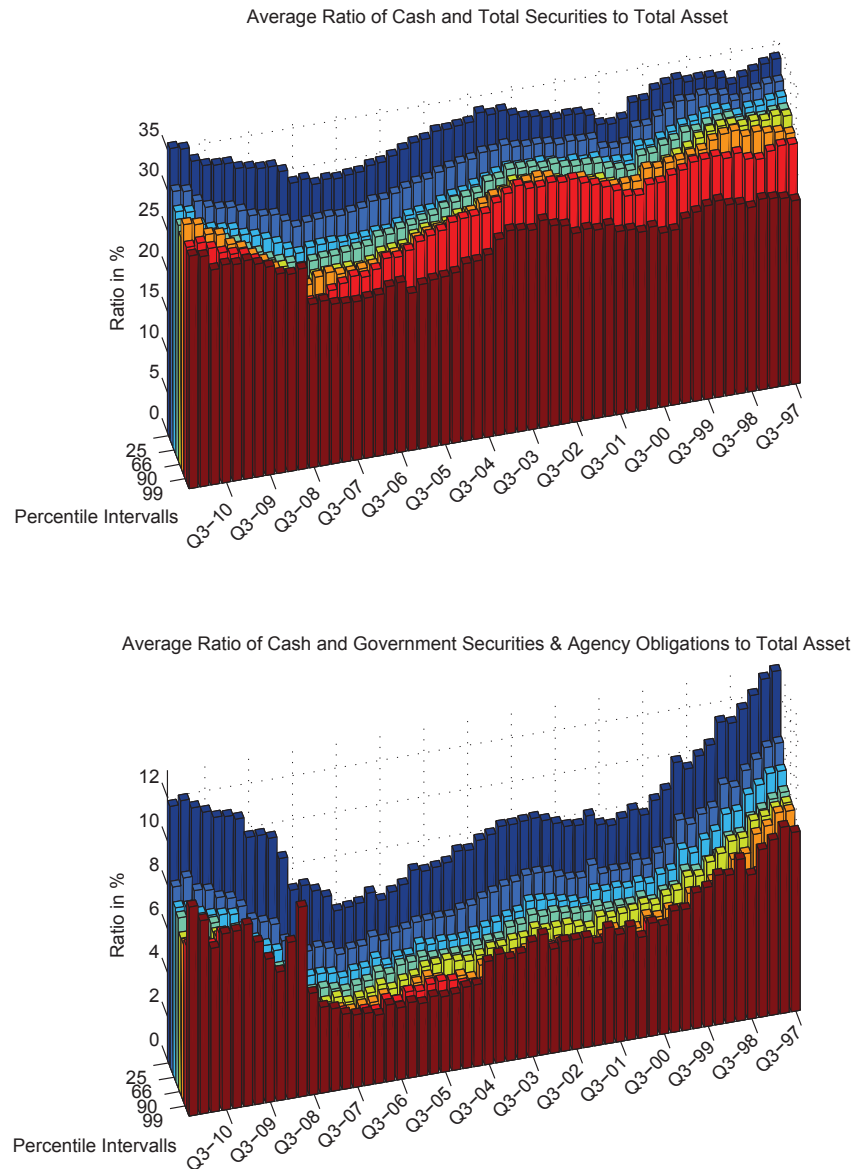 Average Ratio of Cash and Total Securities to Total Asset
35
30
25
20
15
10
5
0
Ratio in %
25
66
90
99
Percentile Intervalls
Q3−10
Q3−09
Q3−08
Q3−07
Q3−06
Q3−05
Q3−04
Q3−03
Q3−02
Q3−01
Q3−00
Q3−99
Q3−98
Q3−97
Average Ratio of Cash and Government Securities & Agency Obligations to Total Asset
12
10
8
6
4
2
0
Ratio in %
25
66
90
99
Percentile Intervalls
Q3−10
Q3−09
Q3−08
Q3−07
Q3−06
Q3−05
Q3−04
Q3−03
Q3−02
Q3−01
Q3−00
Q3−99
Q3−98
Q3−97